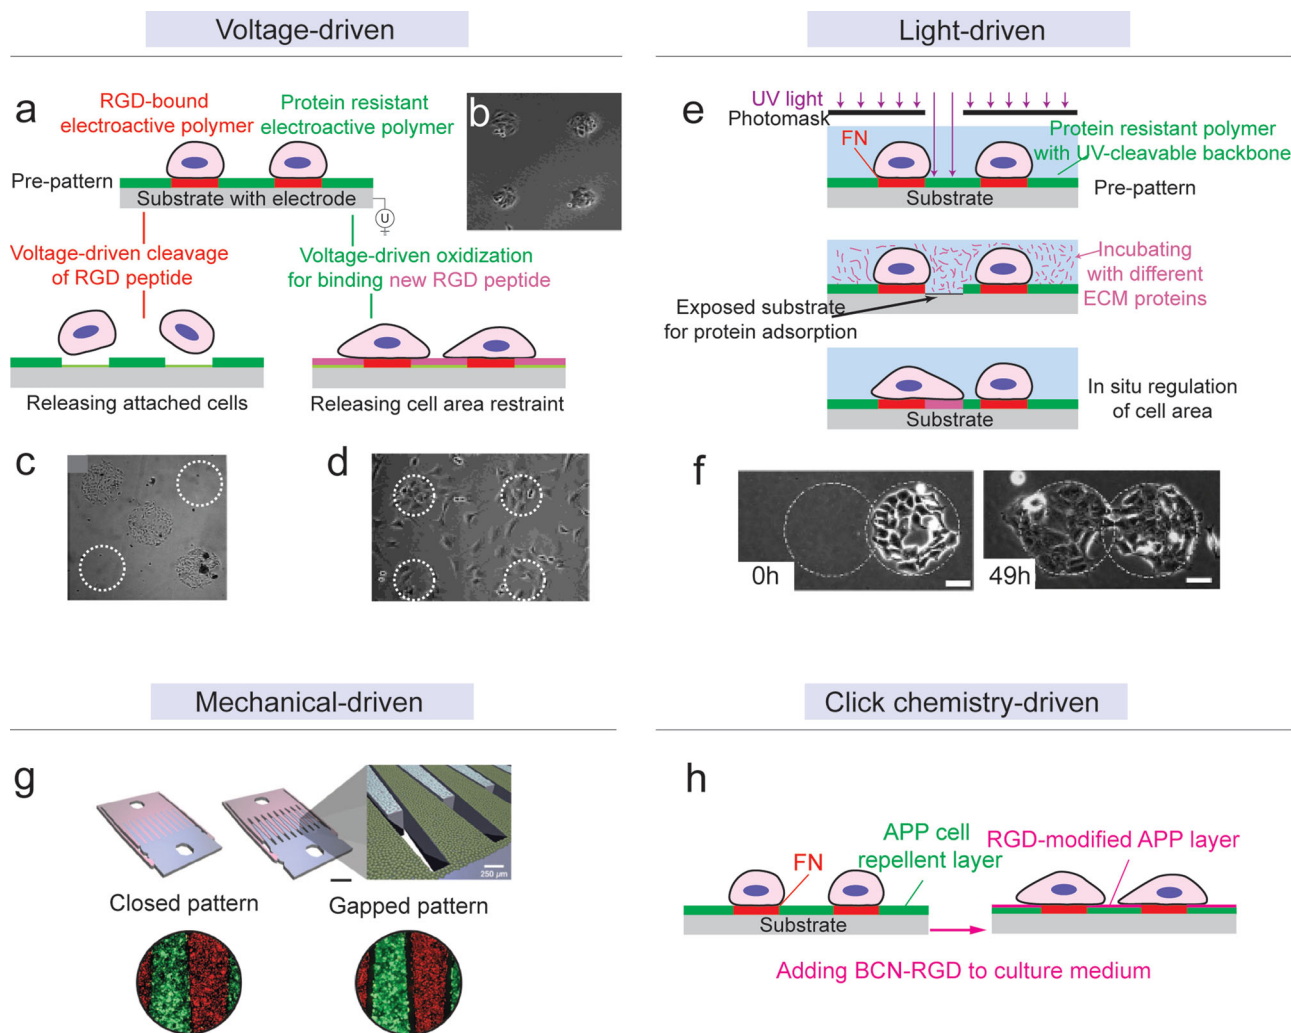 Voltage-driven
a
RGD-bound
electroactive polymer
Protein resistant
electroactive polymer
b
Pre-pattern
Substrate with electrode
U
Voltage-driven cleavage
of RGD peptide
Voltage-driven oxidization
for binding new RGD peptide
Releasing attached cells
Releasing cell area restraint
c
d
Light-driven
e
UV light
Photomask
FN
Protein resistant polymer
with UV-cleavable backbone
Pre-pattern
Substrate
Incubating
with different
ECM proteins
Exposed substrate
for protein adsorption
In situ regulation
of cell area
Substrate
f
0h
49h
Mechanical-driven
g
250 µm
Closed pattern
Gapped pattern
Click chemistry-driven
h
FN
APP cell
repellent layer
RGD-modified APP layer
Substrate
Adding BCN-RGD to culture medium